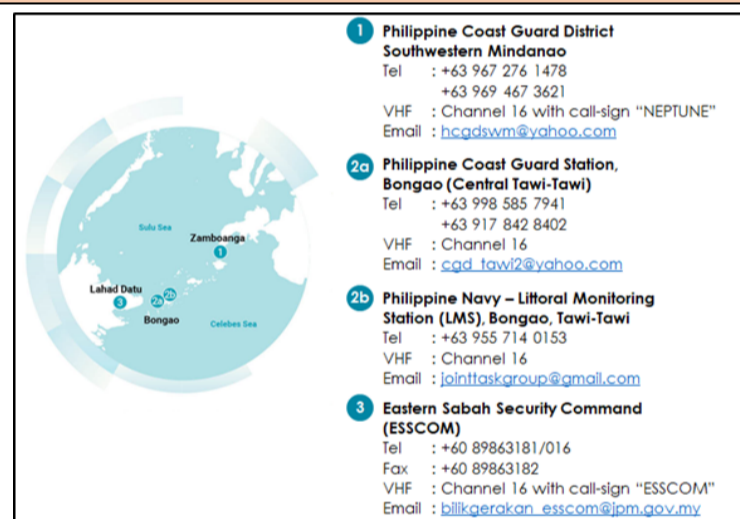 Sulu Sea
Zamboanga
1
Lahad Datu
3
2a
2b
Bongao
Celebes Sea
1 Philippine Coast Guard District
Southwestern Mindanao
Tel : +63 967 276 1478
+63 969 467 3621
VHF : Channel 16 with call-sign “NEPTUNE”
Email : hcgdswm@yahoo.com
2a Philippine Coast Guard Station,
Bongao (Central Tawi-Tawi)
Tel : +63 998 585 7941
+63 917 842 8402
VHF : Channel 16
Email : cgd_tawi2@yahoo.com
2b Philippine Navy – Littoral Monitoring
Station (LMS), Bongao, Tawi-Tawi
Tel : +63 955 714 0153
VHF : Channel 16
Email : jointtaskgroup@gmail.com
3 Eastern Sabah Security Command
(ESSCOM)
Tel : +60 89863181/016
Fax : +60 89863182
VHF : Channel 16 with call-sign “ESSCOM”
Email : bilikgerakan_esscom@jpm.gov.my